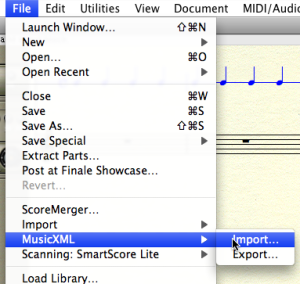 File Edit Utilities View Document MIDI/Audio
Launch Window... ⇧⌘N
New
Open... ⌘O
Open Recent
Close ⌘W
Save ⌘S
Save As... ⇧⌘S
Save Special
Extract Parts...
Post at Finale Showcase...
Revert...
ScoreMerger...
Import
MusicXML Import...
Scanning: SmartScore Lite Export...
Load Library...